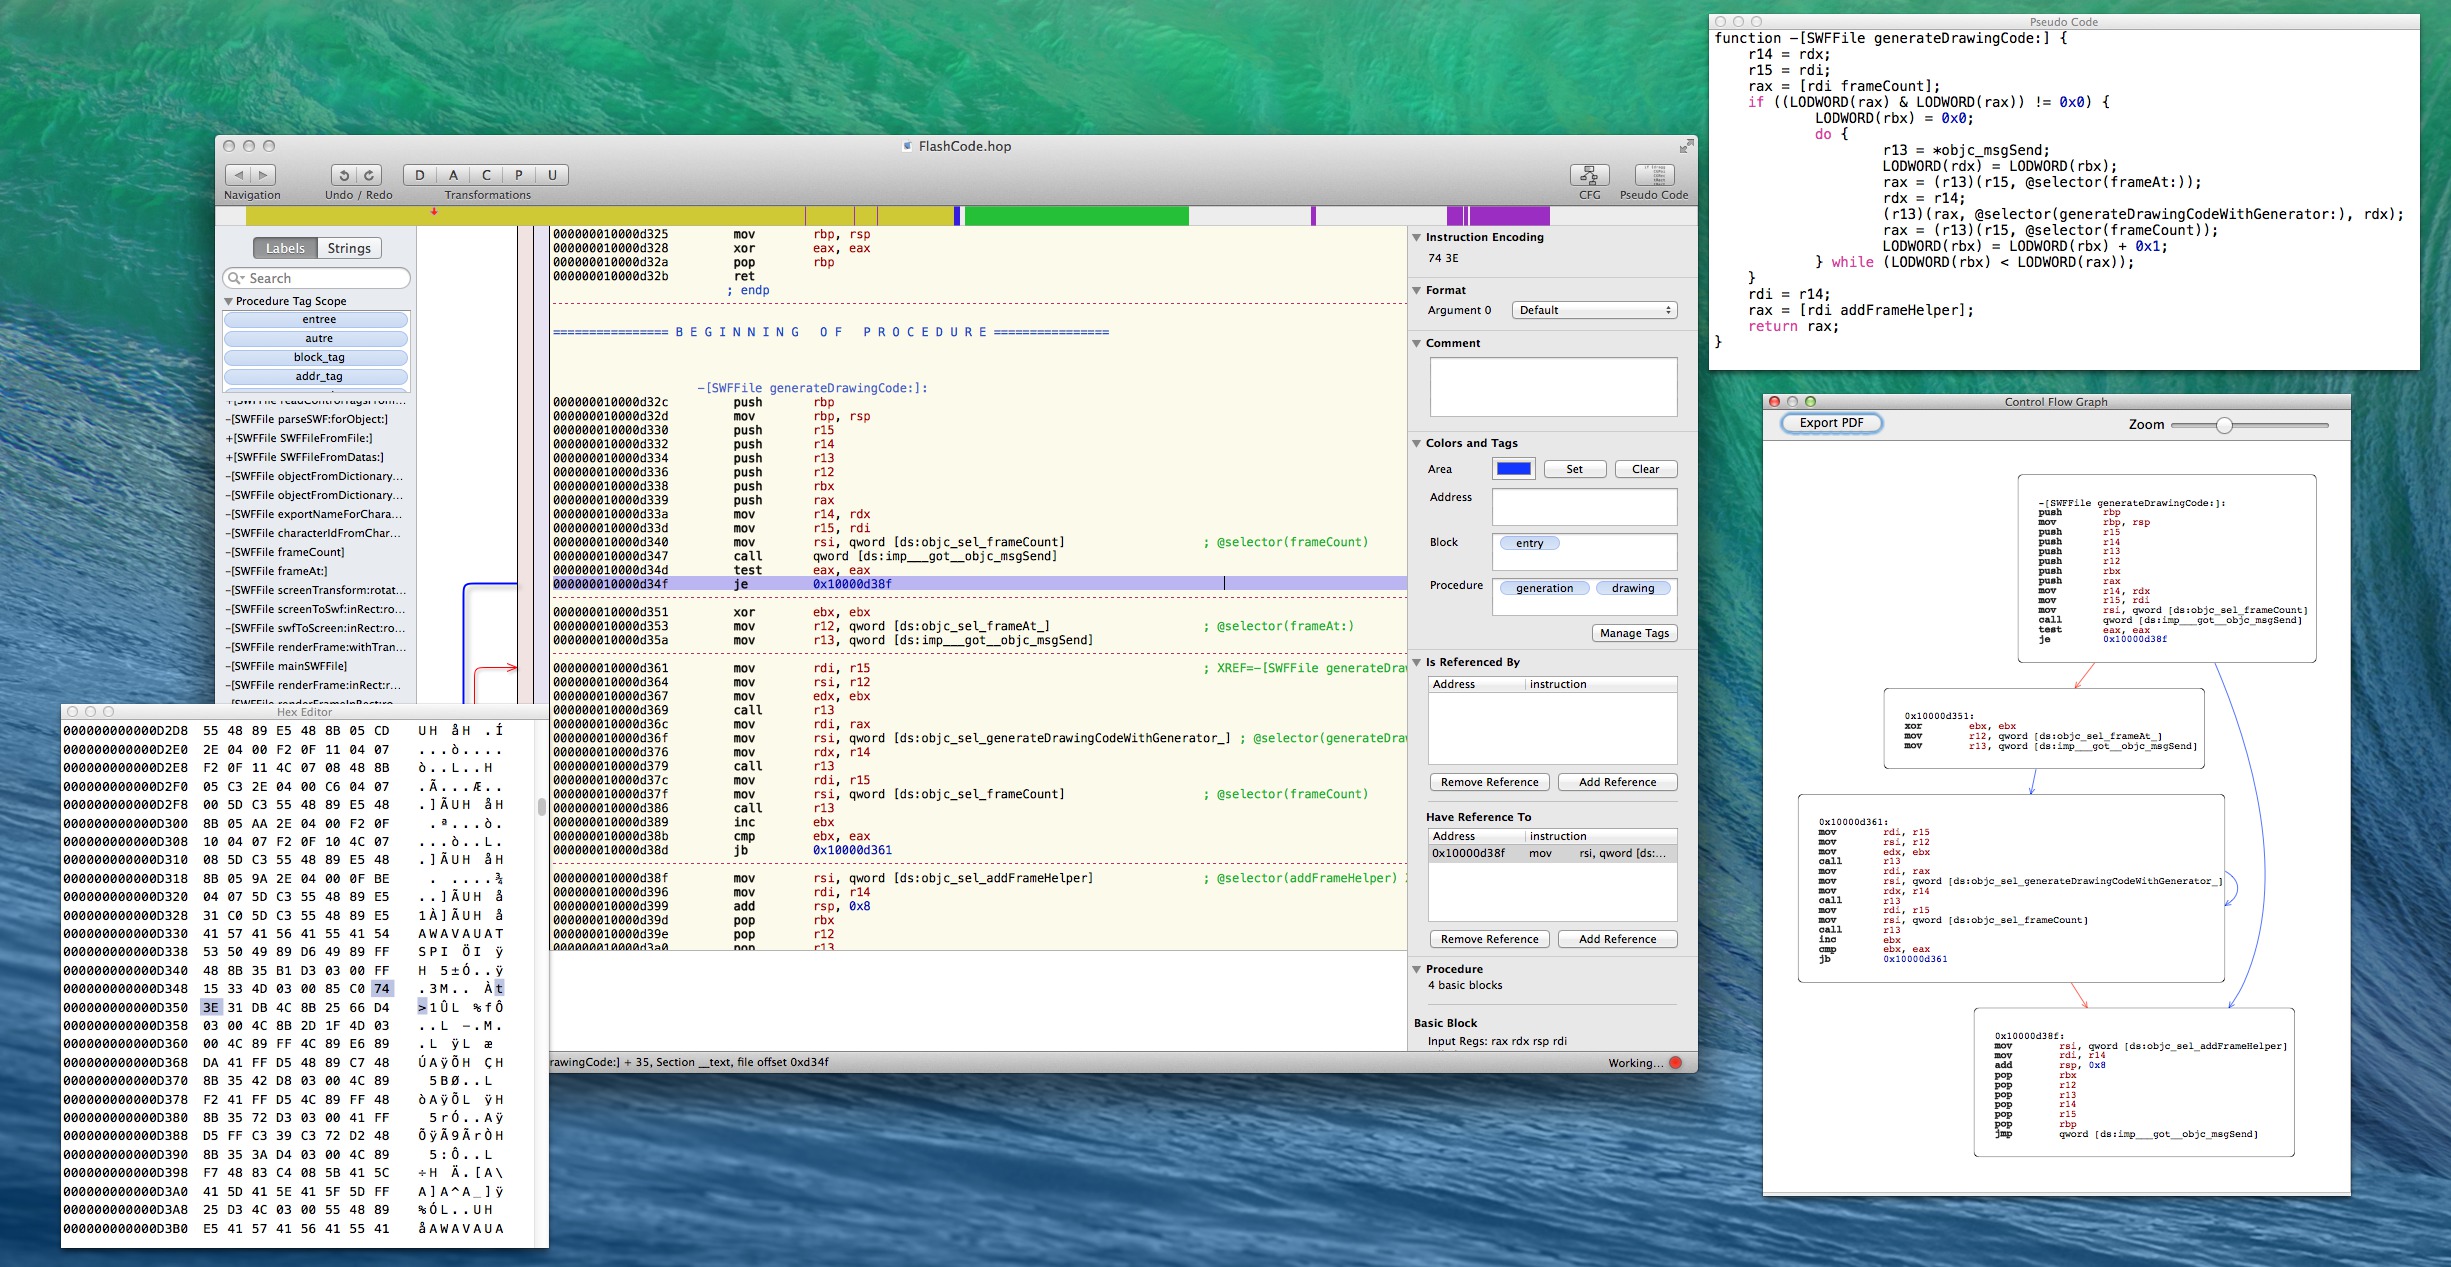 FlashCode.hop
Navigation
Undo / Redo
D A C P U
Transformations
CFG
Pseudo Code
Labels Strings
Search
Procedure Tag Scope
entree
autre
block_tag
addr_tag
-[SWFFile parseSWF:forObject:]
+[SWFFile SWFFileFromFile:]
+[SWFFile SWFFileFromDatas:]
-[SWFFile objectFromDictionary...
-[SWFFile objectFromDictionary...
-[SWFFile exportNameForChara...
-[SWFFile characterIdFromChar...
-[SWFFile frameCount]
-[SWFFile frameAt:]
-[SWFFile screenTransform:rotat...
-[SWFFile screenToSwf:inRect:ro...
-[SWFFile swfToScreen:inRect:ro...
-[SWFFile renderFrame:withTran...
-[SWFFile mainSWFFile]
-[SWFFile renderFrame:inRect:r...
000000010000d325 mov rbp, rsp
000000010000d328 xor eax, eax
000000010000d32a pop rbp
000000010000d32b ret
; endp
================ B E G I N N I N G   O F   P R O C E D U R E ================
-[SWFFile generateDrawingCode:]:
000000010000d32c push rbp
000000010000d32d mov rbp, rsp
000000010000d330 push r15
000000010000d332 push r14
000000010000d334 push r13
000000010000d336 push r12
000000010000d338 push rbx
000000010000d339 push rax
000000010000d33a mov r14, rdx
000000010000d33d mov r15, rdi
000000010000d340 mov rsi, qword [ds:objc_sel_frameCount] ; @selector(frameCount)
000000010000d347 call qword [ds:imp___got__objc_msgSend]
000000010000d34d test eax, eax
000000010000d34f je 0x10000d38f
000000010000d351 xor ebx, ebx
000000010000d353 mov r12, qword [ds:objc_sel_frameAt_] ; @selector(frameAt:)
000000010000d35a mov r13, qword [ds:imp___got__objc_msgSend]
000000010000d361 mov rdi, r15 ; XREF=-[SWFFile generateDra
000000010000d364 mov rsi, r12
000000010000d367 mov edx, ebx
000000010000d369 call r13
000000010000d36c mov rdi, rax
000000010000d36f mov rsi, qword [ds:objc_sel_generateDrawingCodeWithGenerator_] ; @selector(generateDra
000000010000d376 mov rdx, r14
000000010000d379 call r13
000000010000d37c mov rdi, r15
000000010000d37f mov rsi, qword [ds:objc_sel_frameCount] ; @selector(frameCount)
000000010000d386 call r13
000000010000d389 inc ebx
000000010000d38b cmp ebx, eax
000000010000d38d jb 0x10000d361
000000010000d38f mov rsi, qword [ds:objc_sel_addFrameHelper] ; @selector(addFrameHelper)
000000010000d396 mov rdi, r14
000000010000d399 add rsp, 0x8
000000010000d39d pop rbx
000000010000d39e pop r12
000000010000d3a0 pop r13
rawingCode:] + 35, Section __text, file offset 0xd34f
Working...
Instruction Encoding
74 3E
Format
Argument 0 Default
Comment
Colors and Tags
Area Set Clear
Address
Block entry
Procedure generation drawing
Manage Tags
Is Referenced By
Address instruction
Remove Reference Add Reference
Have Reference To
Address instruction
0x10000d38f mov rsi, qword [ds:...
Remove Reference Add Reference
Procedure
4 basic blocks
Basic Block
Input Regs: rax rdx rsp rdi
Hex Editor
000000000000D2D8 55 48 89 E5 48 8B 05 CD UH åH .Í
000000000000D2E0 2E 04 00 F2 0F 11 04 07 ...ò....
000000000000D2E8 F2 0F 11 4C 07 08 48 8B ò..L..H
000000000000D2F0 05 C3 2E 04 00 C6 04 07 .Ã...Æ..
000000000000D2F8 00 5D C3 55 48 89 E5 48 .]ÃUH åH
000000000000D300 8B 05 AA 2E 04 00 F2 0F .ª...ò.
000000000000D308 10 04 07 F2 0F 10 4C 07 ...ò..L.
000000000000D310 08 5D C3 55 48 89 E5 48 .]ÃUH åH
000000000000D318 8B 05 9A 2E 04 00 0F BE . ....¾
000000000000D320 04 07 5D C3 55 48 89 E5 ..]ÃUH å
000000000000D328 31 C0 5D C3 55 48 89 E5 1À]ÃUH å
000000000000D330 41 57 41 56 41 55 41 54 AWAVAUAT
000000000000D338 53 50 49 89 D6 49 89 FF SPI ÖI ÿ
000000000000D340 48 8B 35 B1 D3 03 00 FF H 5±Ó..ÿ
000000000000D348 15 33 4D 03 00 85 C0 74 .3M.. Àt
000000000000D350 3E 31 DB 4C 8B 25 66 D4 >1ÛL %fÔ
000000000000D358 03 00 4C 8B 2D 1F 4D 03 ..L -.M.
000000000000D360 00 4C 89 FF 4C 89 E6 89 .L ÿL æ
000000000000D368 DA 41 FF D5 48 89 C7 48 ÚAÿÕH ÇH
000000000000D370 8B 35 42 D8 03 00 4C 89 5BØ..L
000000000000D378 F2 41 FF D5 4C 89 FF 48 òAÿÕL ÿH
000000000000D380 8B 35 72 D3 03 00 41 FF 5rÓ..Aÿ
000000000000D388 D5 FF C3 39 C3 72 D2 48 ÕÿÃ9ÃrÒH
000000000000D390 8B 35 3A D4 03 00 4C 89 5:Ô..L
000000000000D398 F7 48 83 C4 08 5B 41 5C ÷H Ä.[A\
000000000000D3A0 41 5D 41 5E 41 5F 5D FF A]A^A_]ÿ
000000000000D3A8 25 D3 4C 03 00 55 48 89 %ÓL..UH
000000000000D3B0 E5 41 57 41 56 41 55 41 åAWAVAUA
Pseudo Code
function -[SWFFile generateDrawingCode:] {
r14 = rdx;
r15 = rdi;
rax = [rdi frameCount];
if ((LODWORD(rax) & LODWORD(rax)) != 0x0) {
LODWORD(rbx) = 0x0;
do {
r13 = *objc_msgSend;
LODWORD(rdx) = LODWORD(rbx);
rax = (r13)(r15, @selector(frameAt:));
rdx = r14;
(r13)(rax, @selector(generateDrawingCodeWithGenerator:), rdx);
rax = (r13)(r15, @selector(frameCount));
LODWORD(rbx) = LODWORD(rbx) + 0x1;
} while (LODWORD(rbx) < LODWORD(rax));
}
rdi = r14;
rax = [rdi addFrameHelper];
return rax;
}
Control Flow Graph
Export PDF
Zoom
-[SWFFile generateDrawingCode:]:
push rbp
mov rbp, rsp
push r15
push r14
push r13
push r12
push rbx
push rax
mov r14, rdx
mov r15, rdi
mov rsi, qword [ds:objc_sel_frameCount]
call qword [ds:imp___got__objc_msgSend]
test eax, eax
je 0x10000d38f
0x10000d351:
xor ebx, ebx
mov r12, qword [ds:objc_sel_frameAt_]
mov r13, qword [ds:imp___got__objc_msgSend]
0x10000d361:
mov rdi, r15
mov rsi, r12
mov edx, ebx
call r13
mov rdi, rax
mov rsi, qword [ds:objc_sel_generateDrawingCodeWithGenerator_]
mov rdx, r14
call r13
mov rdi, r15
mov rsi, qword [ds:objc_sel_frameCount]
call r13
inc ebx
cmp ebx, eax
jb 0x10000d361
0x10000d38f:
mov rsi, qword [ds:objc_sel_addFrameHelper]
mov rdi, r14
add rsp, 0x8
pop rbx
pop r12
pop r13
pop r14
pop r15
pop rbp
jmp qword [ds:imp___got__objc_msgSend]